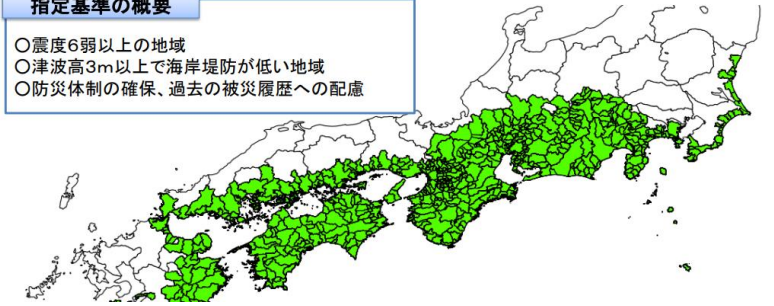 指定基準の概要
○震度6弱以上の地域
○津波高3m以上で海岸堤防が低い地域
○防災体制の確保、過去の被災履歴への配慮